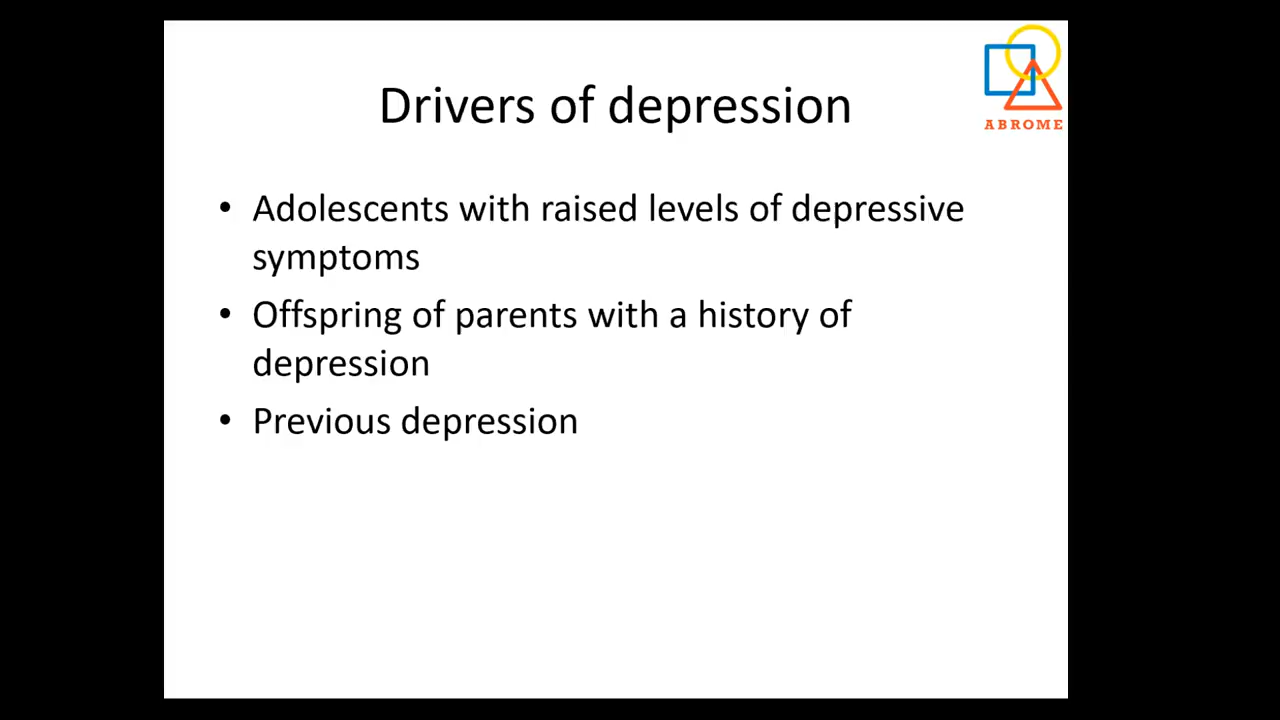 ABROME
Drivers of depression
• Adolescents with raised levels of depressive
symptoms
• Offspring of parents with a history of
depression
• Previous depression